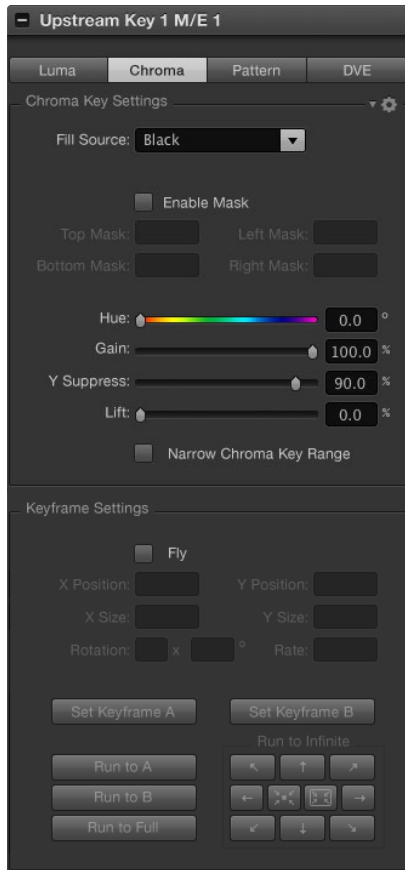 Upstream Key 1 M/E 1
Luma Chroma Pattern DVE
Chroma Key Settings
Fill Source: Black
Enable Mask
Top Mask: Left Mask:
Bottom Mask: Right Mask:
Hue: 0.0 °
Gain: 100.0 %
Y Suppress: 90.0 %
Lift: 0.0 %
Narrow Chroma Key Range
Keyframe Settings
Fly
X Position: Y Position:
X Size: Y Size:
Rotation: x ° Rate:
Set Keyframe A Set Keyframe B
Run to Infinite
Run to A
Run to B
Run to Full